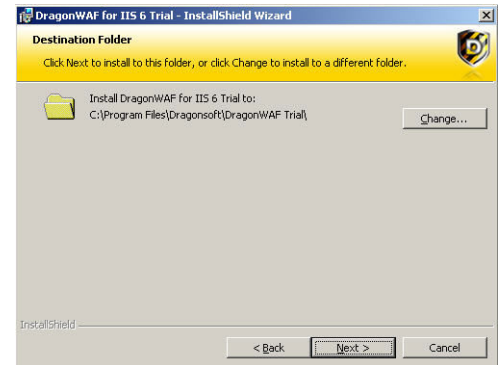 DragonWAF for IIS 6 Trial - InstallShield Wizard
Destination Folder
Click Next to install to this folder, or click Change to install to a different folder.
Install DragonWAF for IIS 6 Trial to:
C:\Program Files\Dragonsoft\DragonWAF Trial\
Change...
InstallShield
< Back Next > Cancel